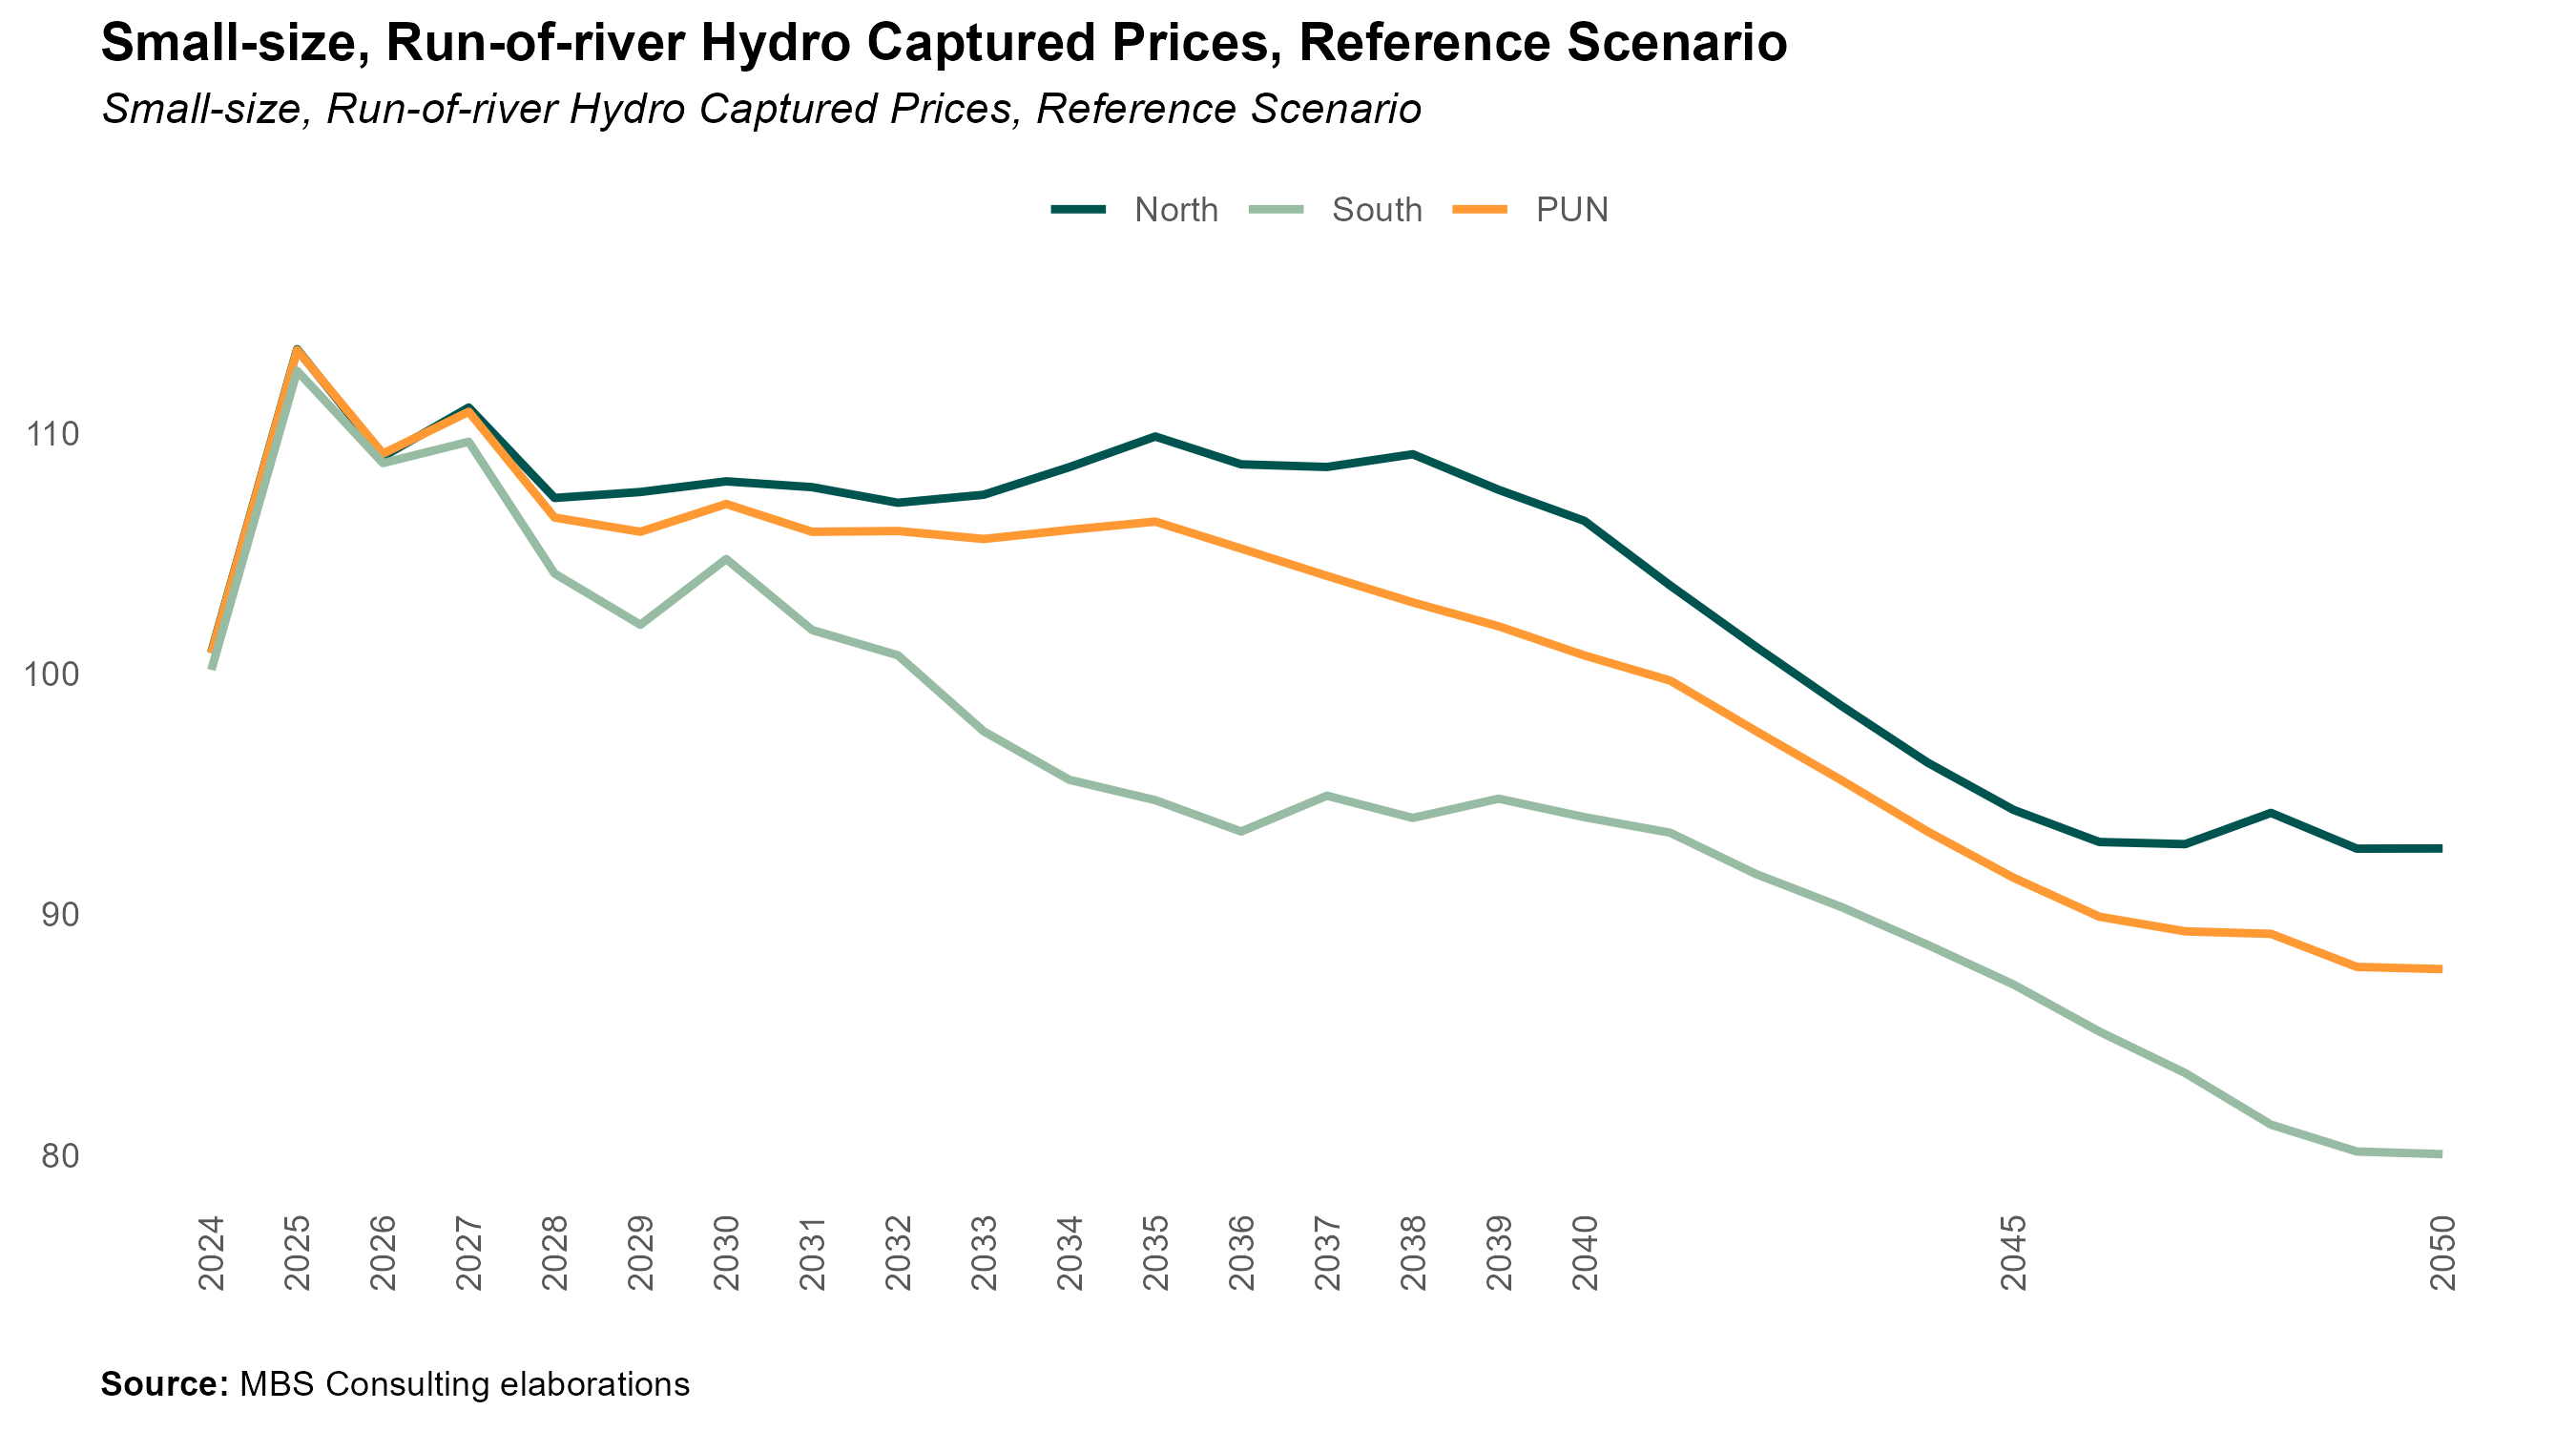 Small-size, Run-of-river Hydro Captured Prices, Reference Scenario
Small-size, Run-of-river Hydro Captured Prices, Reference Scenario
North South PUN
110
100
90
80
2024 2025 2026 2027 2028 2029 2030 2031 2032 2033 2034 2035 2036 2037 2038 2039 2040 2045 2050
Source: MBS Consulting elaborations